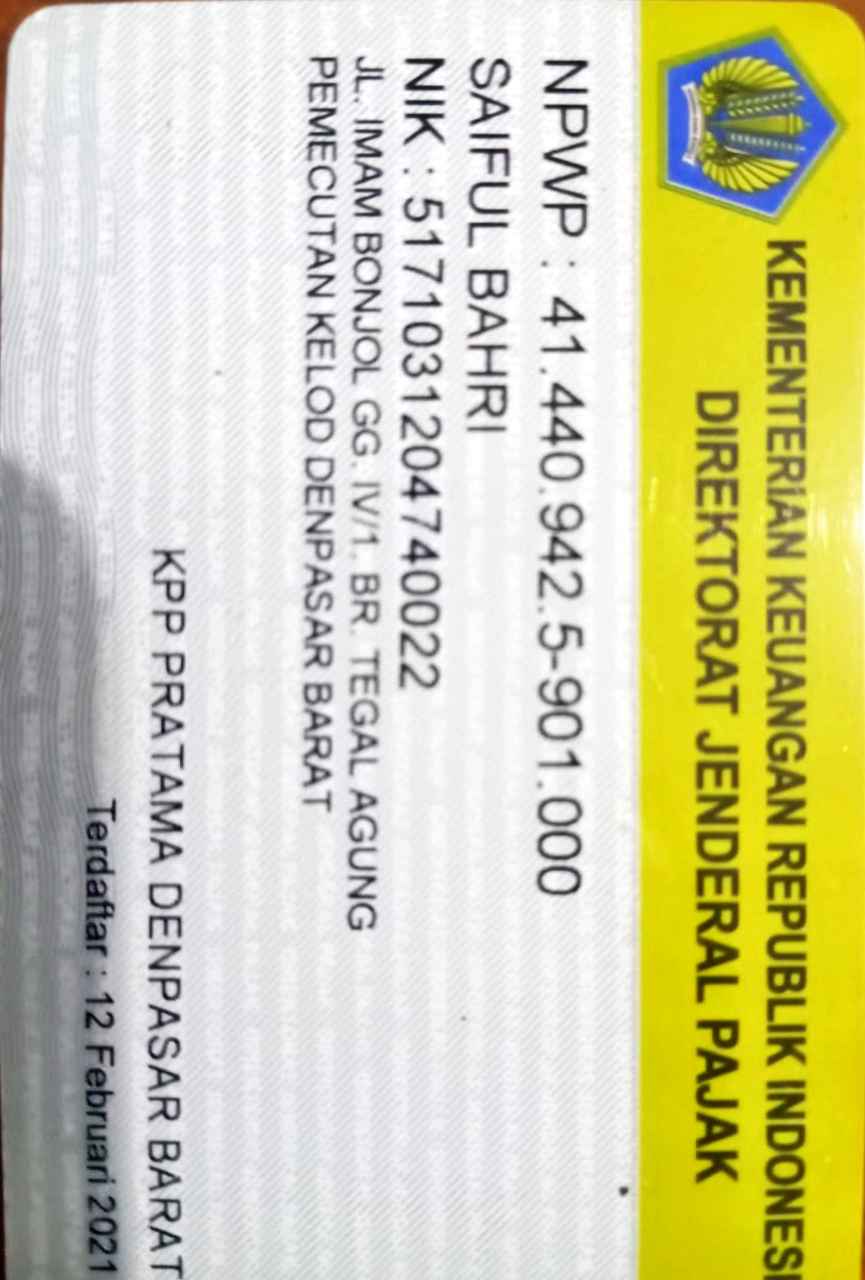 KEMENTERIAN KEUANGAN REPUBLIK INDONESI
DIREKTORAT JENDERAL PAJAK
NPWP : 41.440.942.5-901.000
SAIFUL BAHRI
NIK : 5171031204740022
JL. IMAM BONJOL GG. IV/1. BR. TEGAL AGUNG
PEMECUTAN KELOD DENPASAR BARAT
KPP PRATAMA DENPASAR BARAT
Terdaftar : 12 Februari 2021